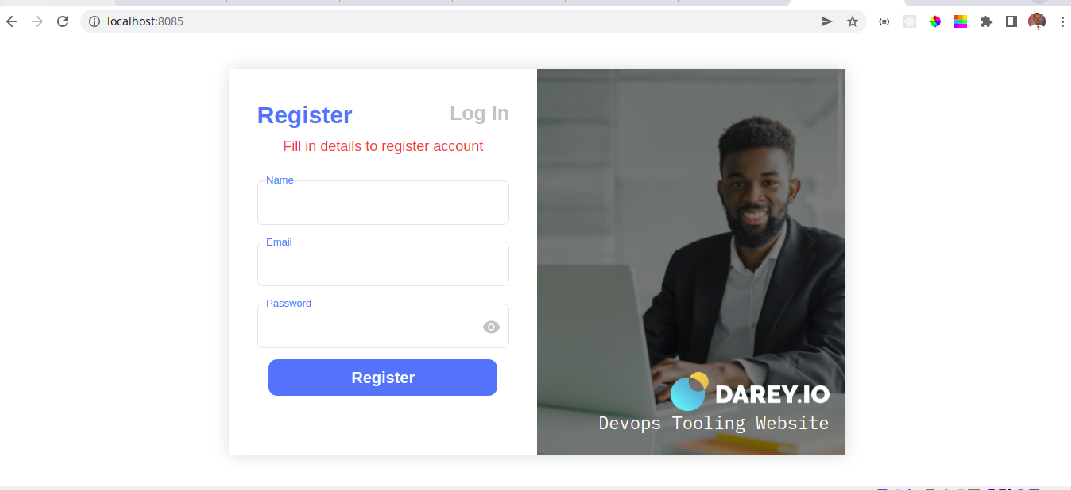 localhost:8085
Register
Log In
Fill in details to register account
Name
Email
Password
Register
DAREY.IO
Devops Tooling Website